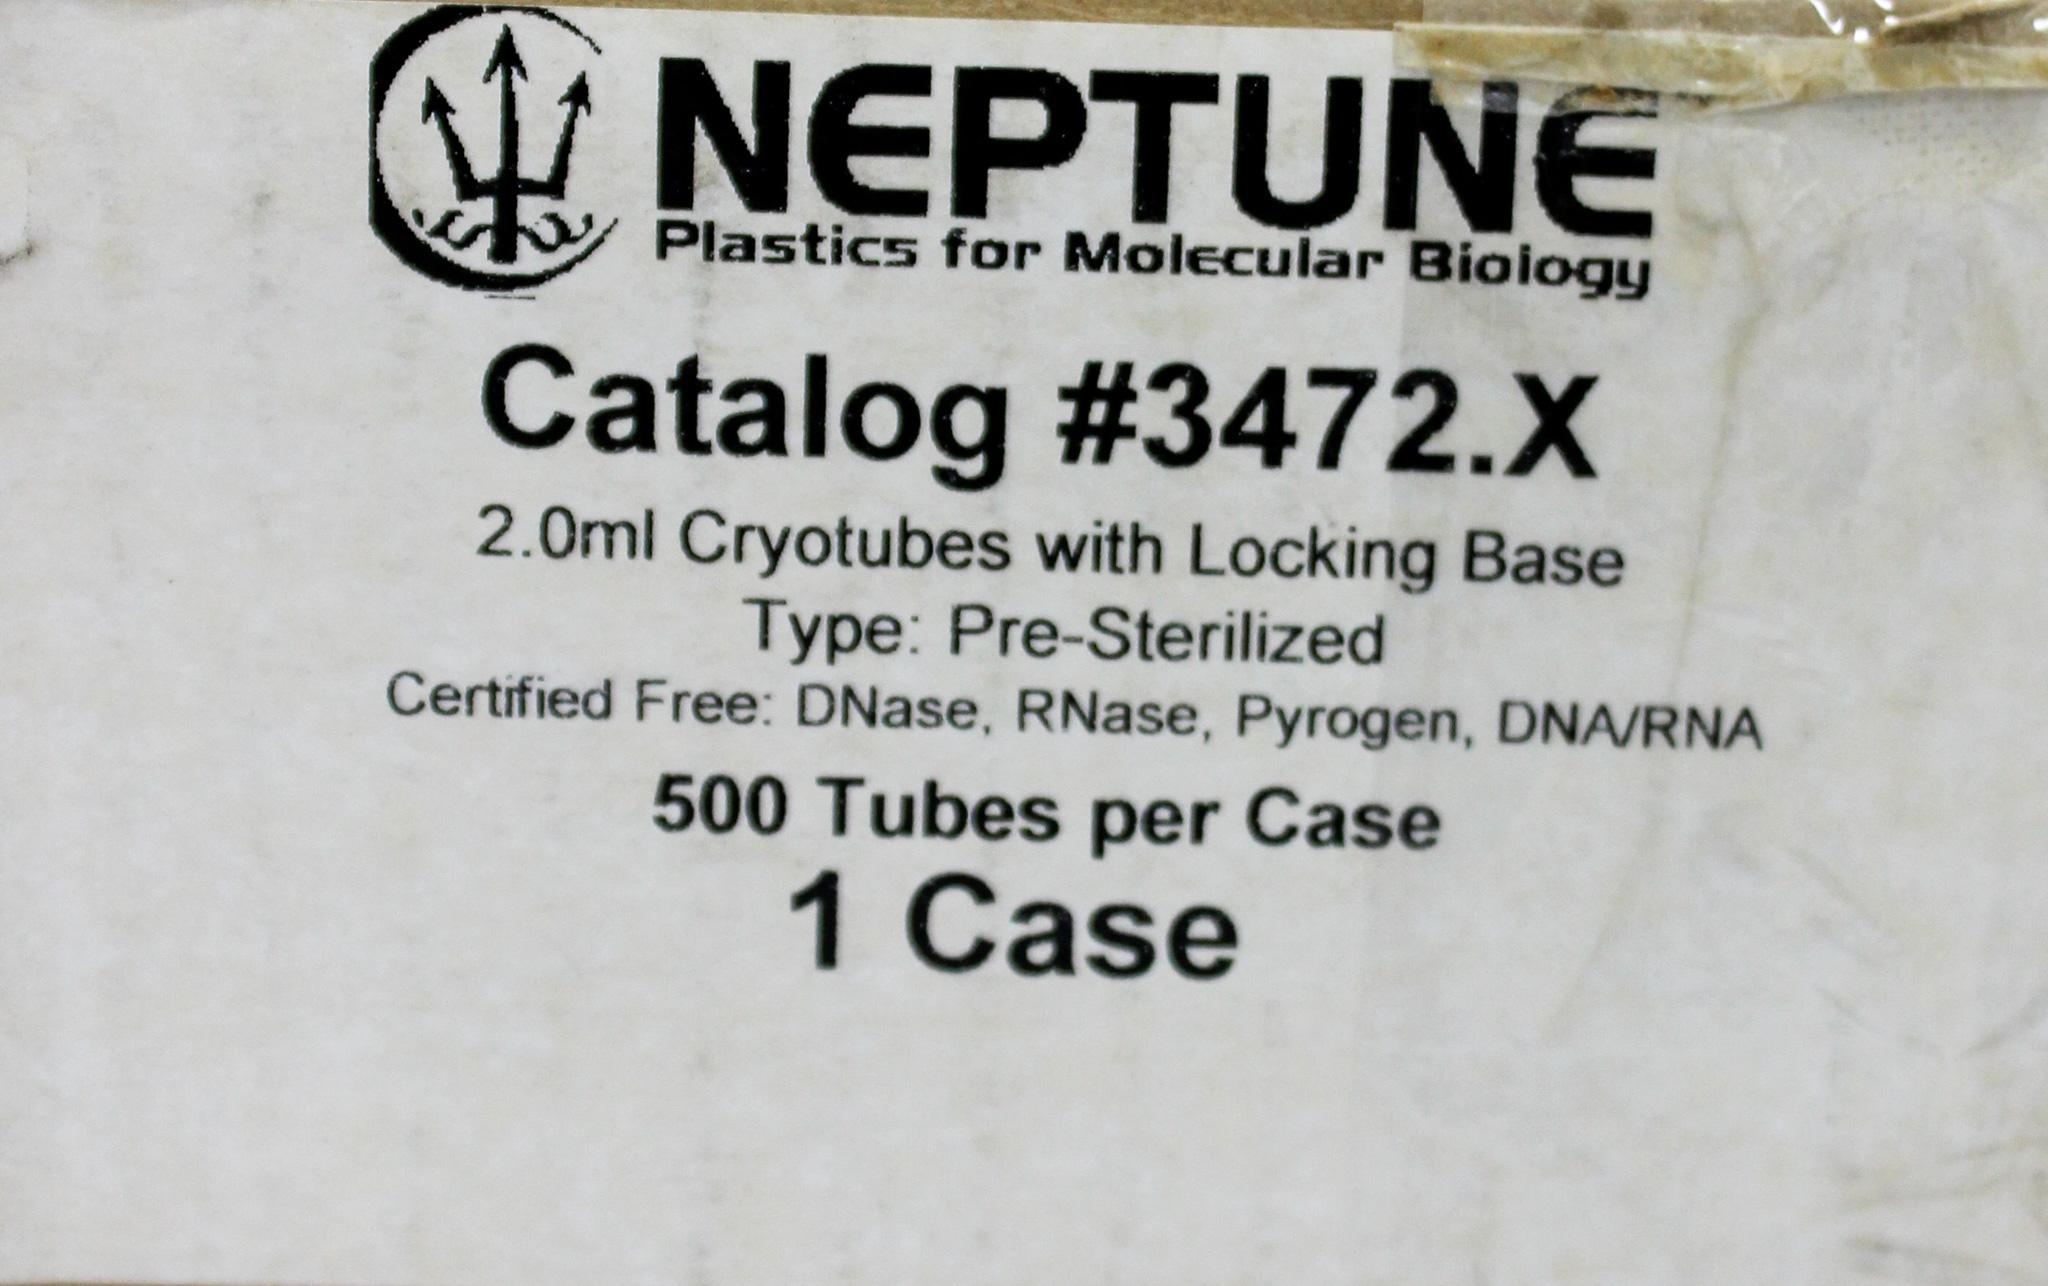 NEPTUNE
Plastics for Molecular Biology
Catalog #3472.X
2.0ml Cryotubes with Locking Base
Type: Pre-Sterilized
Certified Free: DNase, RNase, Pyrogen, DNA/RNA
500 Tubes per Case
1 Case